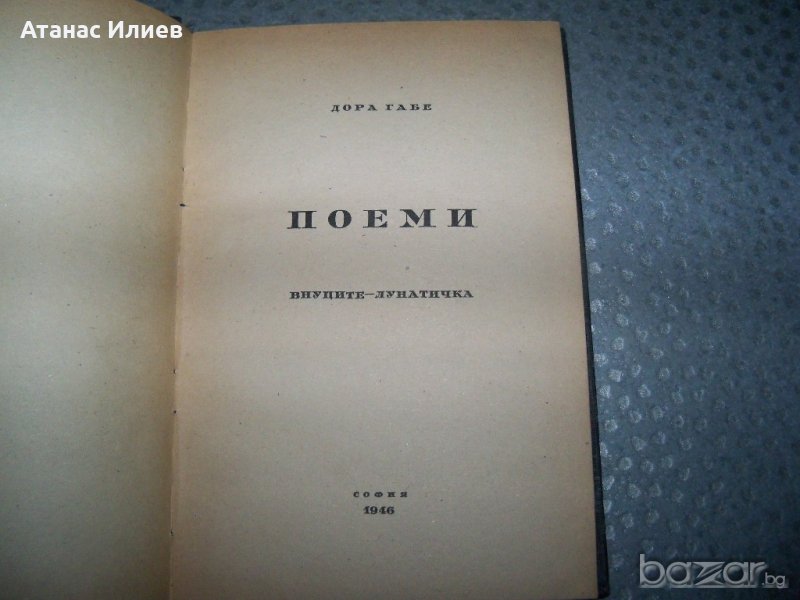 Атанас Илиев
ДОРА ГАБЕ
ПОЕМИ
ВНУЦИТЕ—ЛУНАТИЧКА
СОФИЯ
1946
bazar.bg